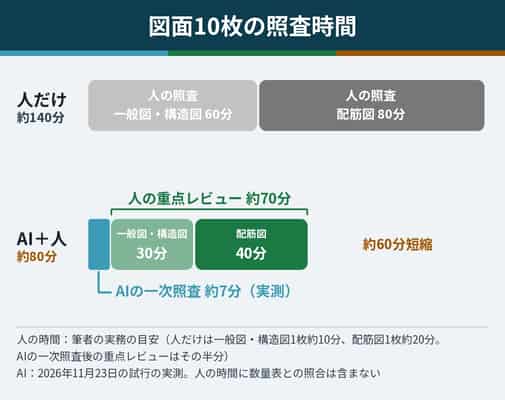 図面10枚の照査時間
人だけ
約140分
人の照査
一般図・構造図 60分
人の照査
配筋図 80分
人の重点レビュー 約70分
AI＋人
約80分
一般図・構造図
30分
配筋図
40分
約60分短縮
AIの一次照査 約7分（実測）
人の時間：筆者の実務の目安（人だけは一般図・構造図1枚約10分、配筋図1枚約20分。
AIの一次照査後の重点レビューはその半分）
AI：2026年11月23日の試行の実測。人の時間に数量表との照合は含まない